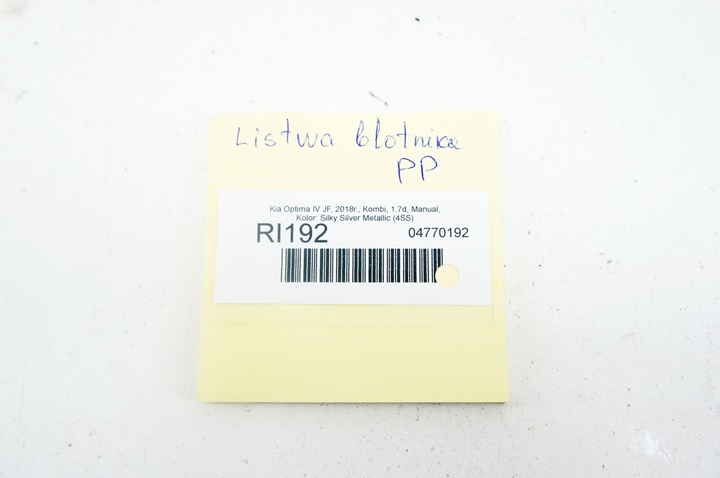 Listwa błotnika
PP
Kia Optima IV JF, 2018r., Kombi, 1.7d, Manual,
Kolor: Silky Silver Metallic (4SS)
RI192 04770192